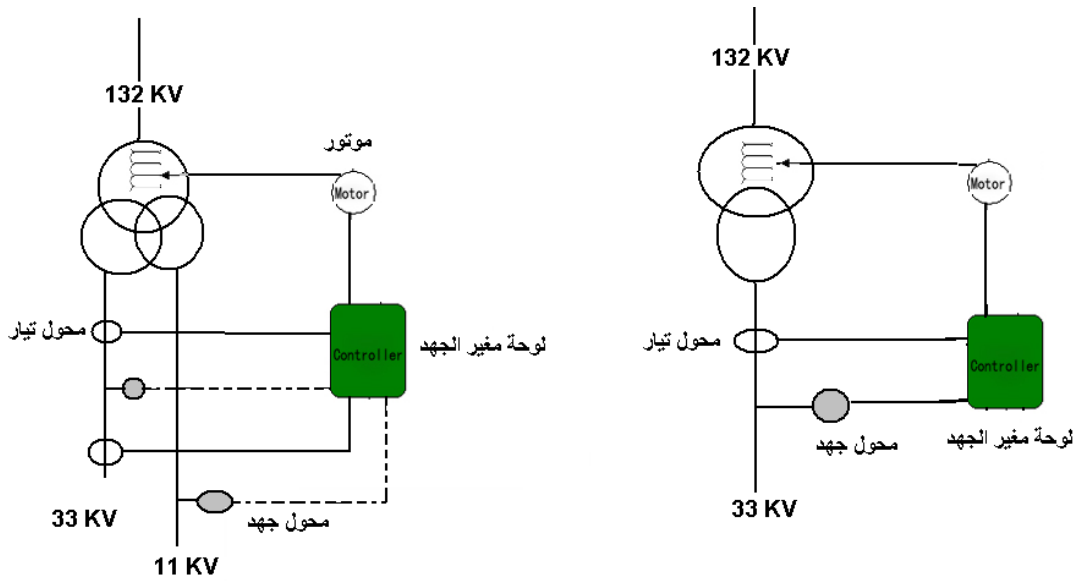 132 KV
موتور
Motor
محول تيار
Controller
لوحة مغير الجهد
33 KV
محول جهد
11 KV
132 KV
Motor
محول تيار
Controller
محول جهد
لوحة مغير الجهد
33 KV